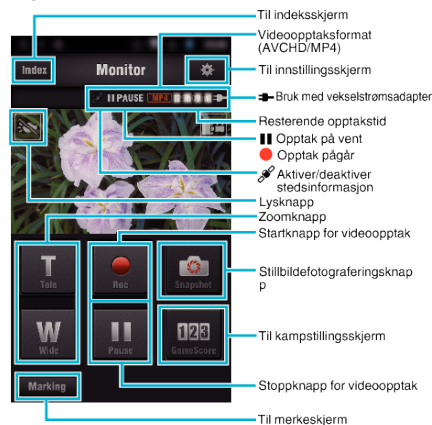 Til indeksskjerm
Videoopptaksformat
(AVCHD/MP4)
Index
Monitor
Til innstillingsskjerm
II PAUSE
MP4
Bruk med vekselstrømsadapter
Resterende opptakstid
Opptak på vent
Opptak pågår
Aktiver/deaktiver
stedsinformasjon
Lysknapp
Zoomknapp
Startknapp for videoopptak
T
Tele
Rec
Snapshot
Stillbildefotograferingsknap
p
W
Wide
Pause
123
GameScore
Til kampstillingsskjerm
Marking
Stoppknapp for videoopptak
Til merkeskjerm